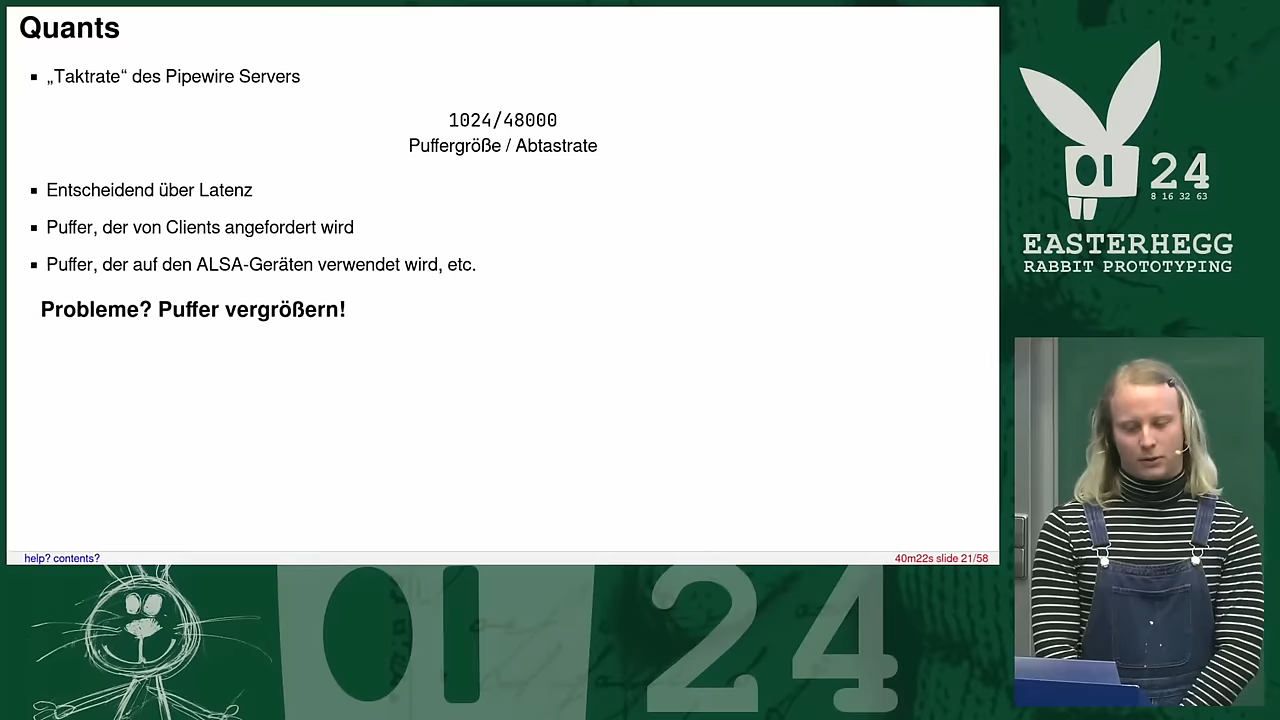 Quants
„Taktrate“ des Pipewire Servers
1024/48000
Puffergröße / Abtastrate
Entscheidend über Latenz
Puffer, der von Clients angefordert wird
Puffer, der auf den ALSA-Geräten verwendet wird, etc.
Probleme? Puffer vergrößern!
help? contents?
40m22s slide 21/58
24
8 16 32 63
EASTERHEGG
RABBIT PROTOTYPING
24